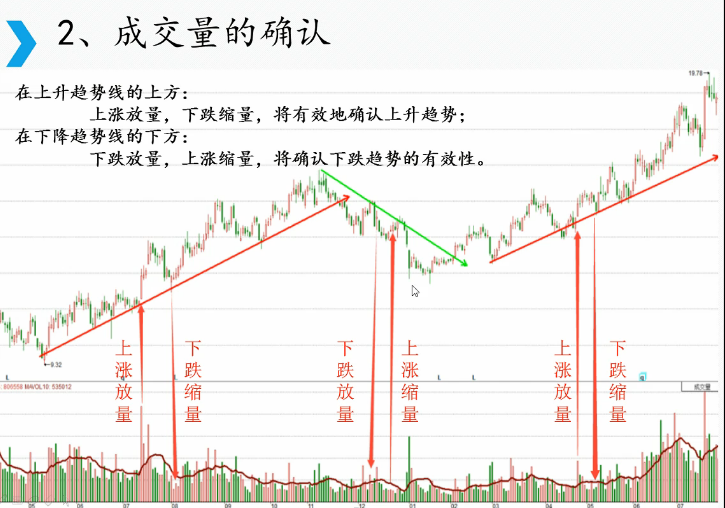 2、成交量的确认
在上升趋势线的上方：
上涨放量，下跌缩量，将有效地确认上升趋势；
在下降趋势线的下方：
下跌放量，上涨缩量，将确认下跌趋势的有效性。
19.78
9.32
上涨放量
下跌缩量
下跌放量
上涨缩量
上涨放量
下跌缩量
MAVOL10: 535012
成交量
05
06
07
08
09
10
11
12
01
02
03
04
05
06
07